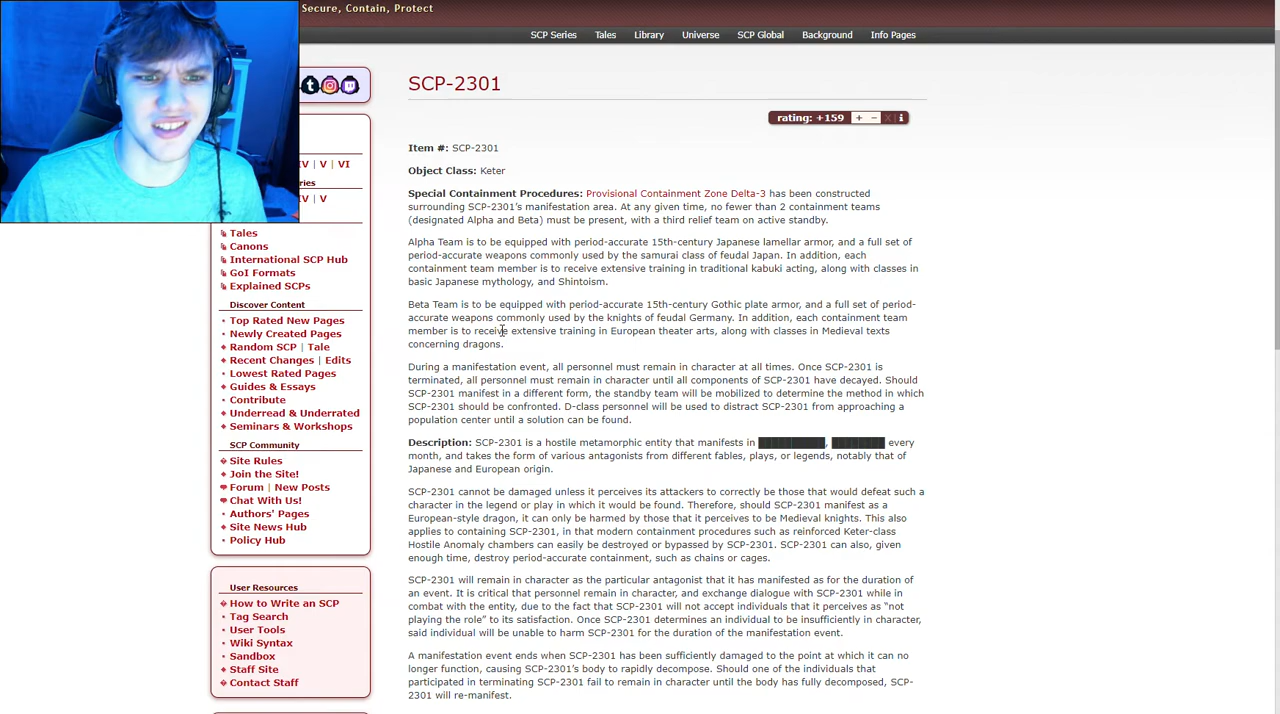 Secure, Contain, Protect
SCP Series
Tales
Library
Universe
SCP Global
Background
Info Pages
IV | V | VI
ries
IV | V
Tales
Canons
International SCP Hub
GoI Formats
Explained SCPs
Discover Content
Top Rated New Pages
Newly Created Pages
Random SCP | Tale
Recent Changes | Edits
Lowest Rated Pages
Guides & Essays
Contribute
Underread & Underrated
Seminars & Workshops
SCP Community
Site Rules
Join the Site!
Forum | New Posts
Chat With Us!
Authors' Pages
Site News Hub
Policy Hub
User Resources
How to Write an SCP
Tag Search
User Tools
Wiki Syntax
Sandbox
Staff Site
Contact Staff
SCP-2301
rating: +159 + − X i
Item #: SCP-2301
Object Class: Keter
Special Containment Procedures: Provisional Containment Zone Delta-3 has been constructed
surrounding SCP-2301's manifestation area. At any given time, no fewer than 2 containment teams
(designated Alpha and Beta) must be present, with a third relief team on active standby.
Alpha Team is to be equipped with period-accurate 15th-century Japanese lamellar armor, and a full set of
period-accurate weapons commonly used by the samurai class of feudal Japan. In addition, each
containment team member is to receive extensive training in traditional kabuki acting, along with classes in
basic Japanese mythology, and Shintoism.
Beta Team is to be equipped with period-accurate 15th-century Gothic plate armor, and a full set of period-
accurate weapons commonly used by the knights of feudal Germany. In addition, each containment team
member is to receive extensive training in European theater arts, along with classes in Medieval texts
concerning dragons.
During a manifestation event, all personnel must remain in character at all times. Once SCP-2301 is
terminated, all personnel must remain in character until all components of SCP-2301 have decayed. Should
SCP-2301 manifest in a different form, the standby team will be mobilized to determine the method in which
SCP-2301 should be confronted. D-class personnel will be used to distract SCP-2301 from approaching a
population center until a solution can be found.
Description: SCP-2301 is a hostile metamorphic entity that manifests in ██████████, ████████ every
month, and takes the form of various antagonists from different fables, plays, or legends, notably that of
Japanese and European origin.
SCP-2301 cannot be damaged unless it perceives its attackers to correctly be those that would defeat such a
character in the legend or play in which it would be found. Therefore, should SCP-2301 manifest as a
European-style dragon, it can only be harmed by those that it perceives to be Medieval knights. This also
applies to containing SCP-2301, in that modern containment procedures such as reinforced Keter-class
Hostile Anomaly chambers can easily be destroyed or bypassed by SCP-2301. SCP-2301 can also, given
enough time, destroy period-accurate containment, such as chains or cages.
SCP-2301 will remain in character as the particular antagonist that it has manifested as for the duration of
an event. It is critical that personnel remain in character, and exchange dialogue with SCP-2301 while in
combat with the entity, due to the fact that SCP-2301 will not accept individuals that it perceives as “not
playing the role” to its satisfaction. Once SCP-2301 determines an individual to be insufficiently in character,
said individual will be unable to harm SCP-2301 for the duration of the manifestation event.
A manifestation event ends when SCP-2301 has been sufficiently damaged to the point at which it can no
longer function, causing SCP-2301's body to rapidly decompose. Should one of the individuals that
participated in terminating SCP-2301 fail to remain in character until the body has fully decomposed, SCP-
2301 will re-manifest.